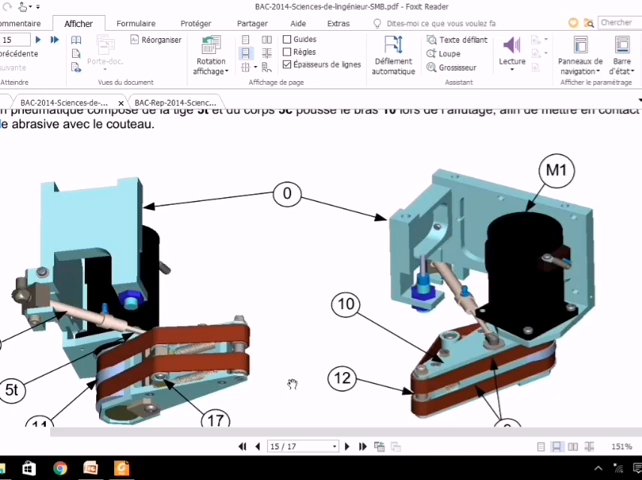 BAC-2014-Sciences-de-ingénieur-SMB.pdf - Foxit Reader
Commentaires Afficher Formulaire Protéger Partager Aide Extras Dites-moi ce que vous voulez fa Chercher
15
Porte-doc... Réorganiser Rotation affichage Guides Règles Épaisseurs de lignes Défilement automatique Texte défilant Loupe Grossisseur Lecture Panneaux de navigation Barre d'état
précédente
suivante
Atteindre Vues du document Affichage de page Assistant Affichage
BAC-2014-Sciences-de-... BAC-Rep-2014-Scienc...
n pneumatique composé de la tige 5t et du corps 5c pousse le bras 10 lors de l'affûtage, afin de mettre en contact
e abrasive avec le couteau.
M1
0
10
12
5t
11
17
15 / 17
151%